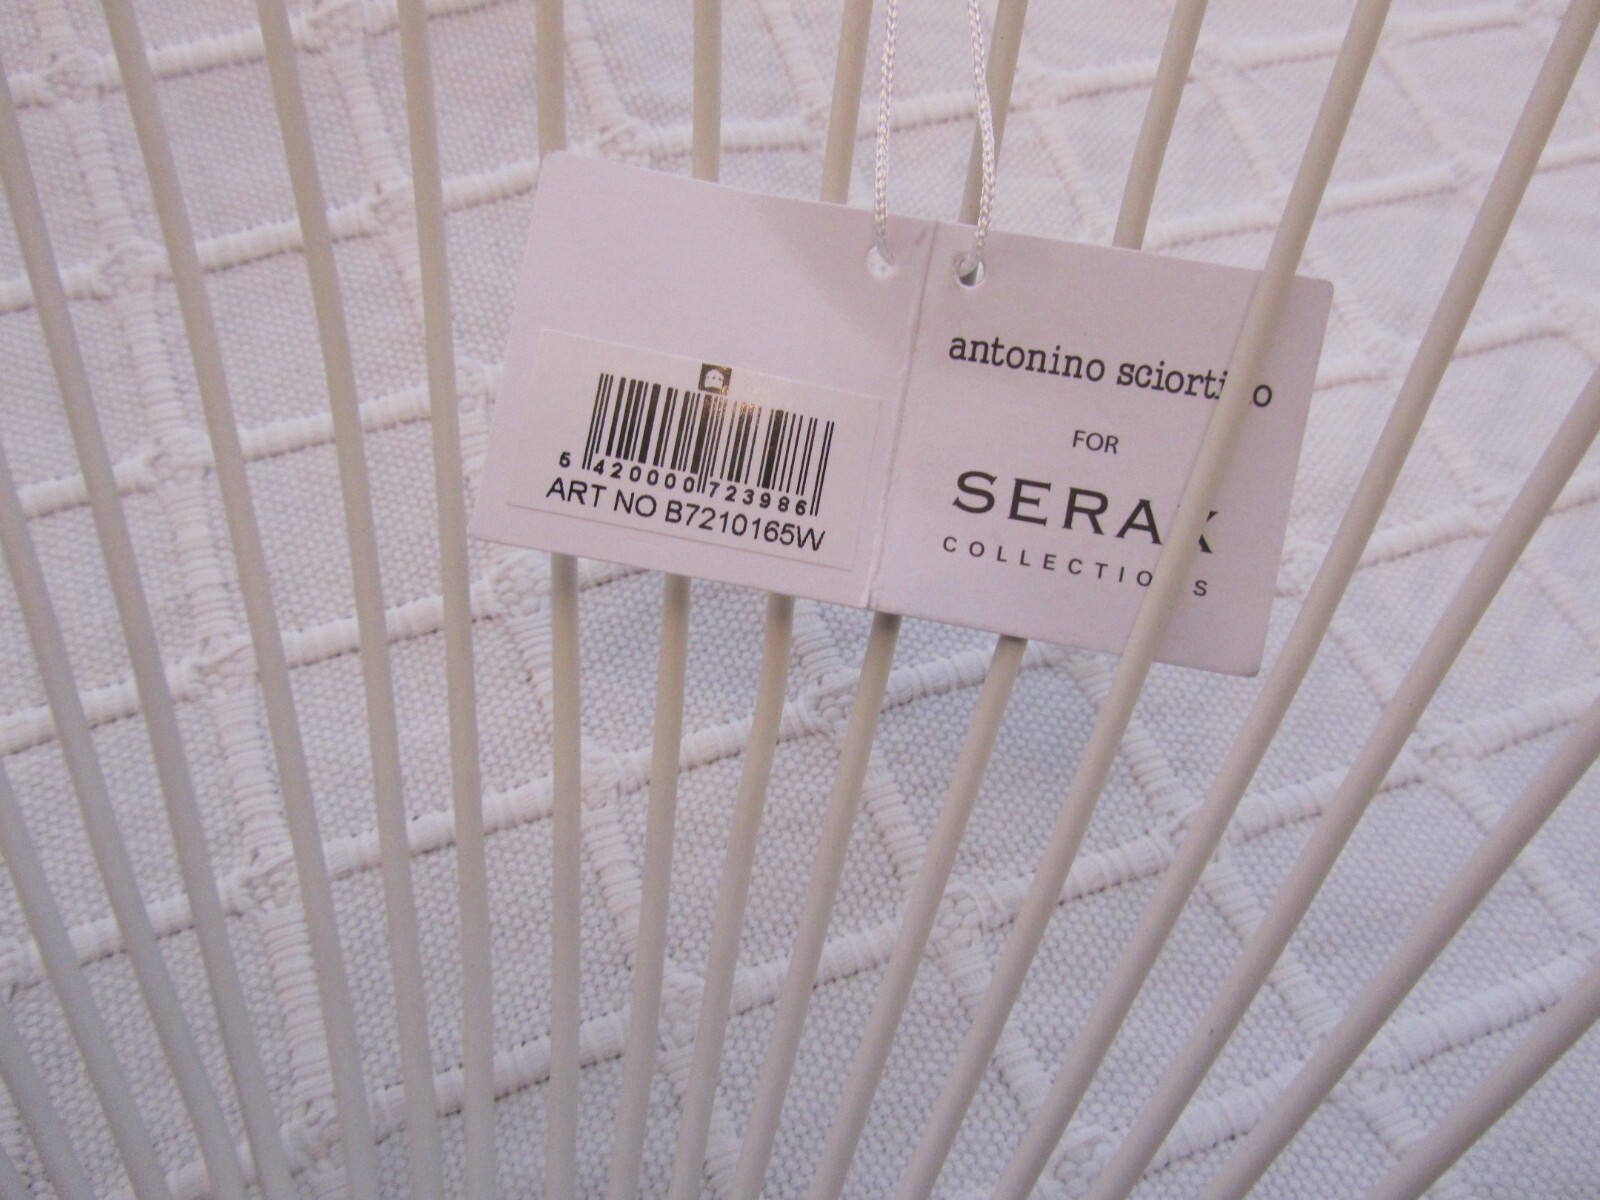 5 420000 723986
ART NO B7210165W
antonino sciortino
FOR
SERAX
COLLECTIONS